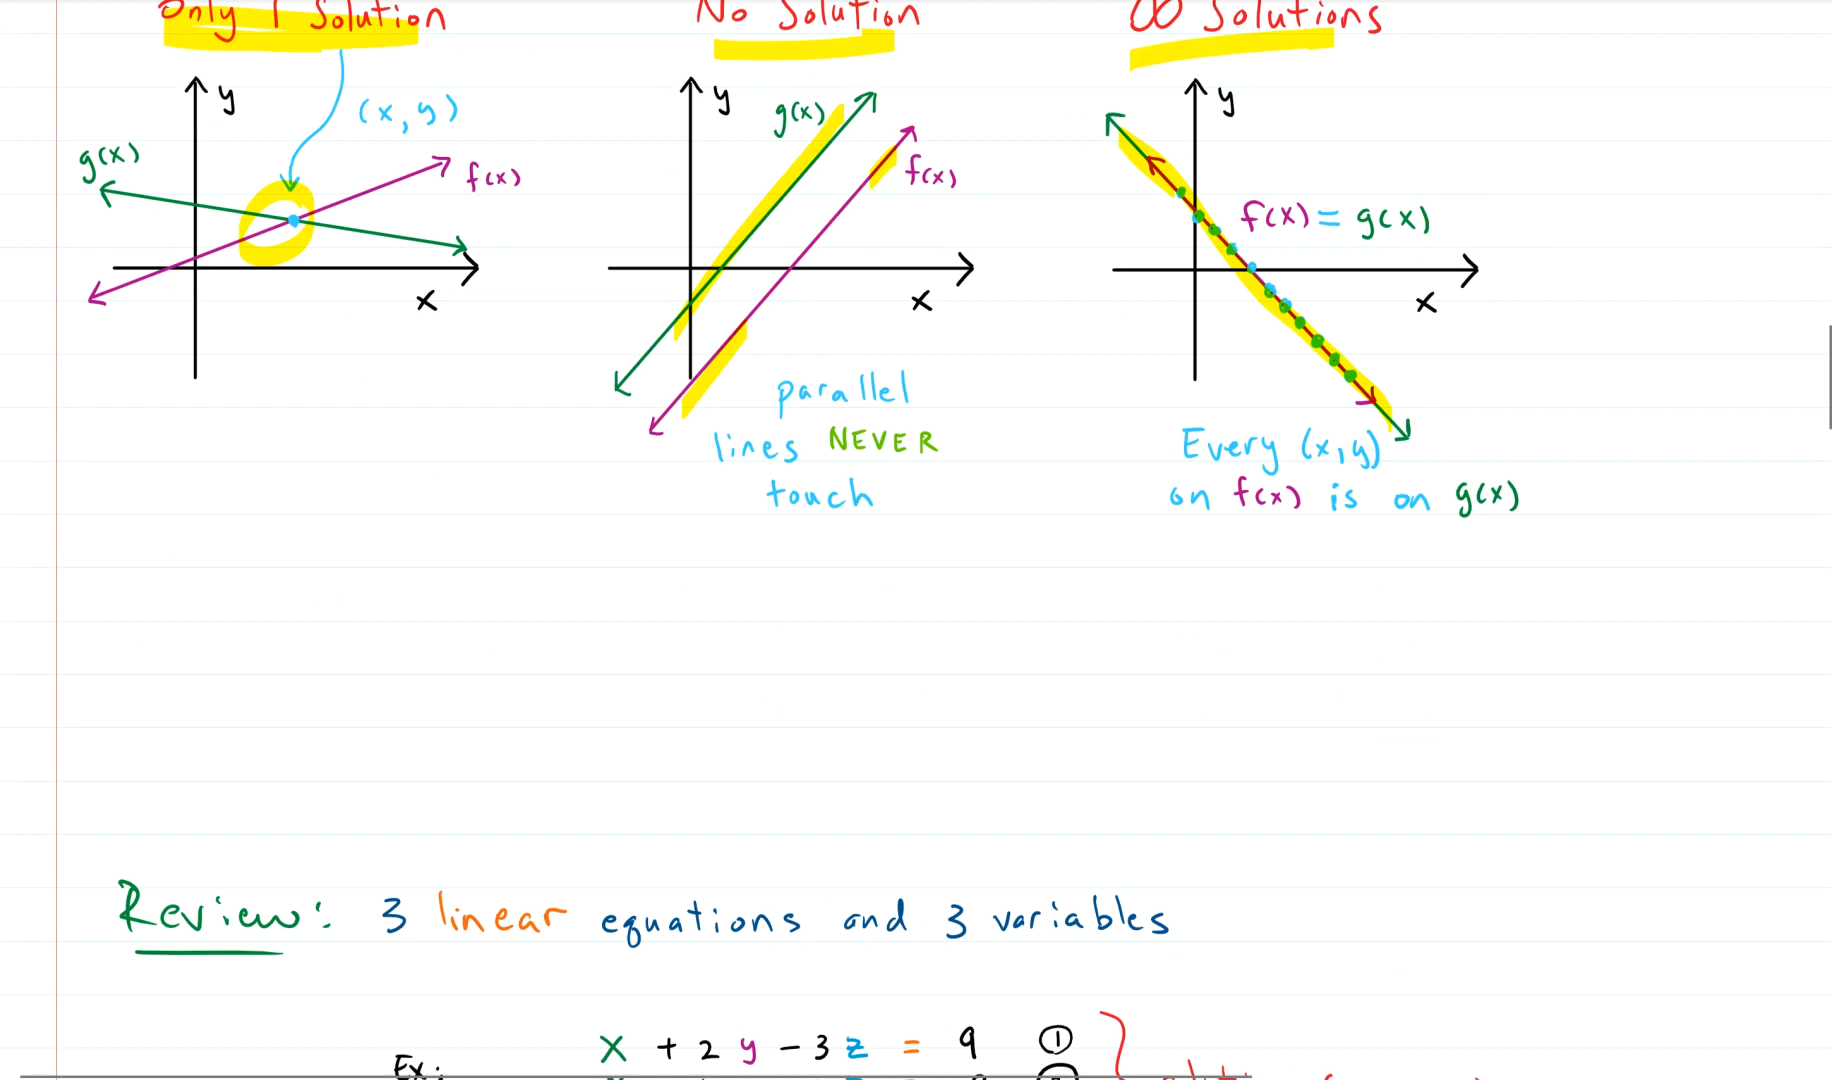 Only 1 Solution
No Solution
∞ Solutions
y
(x, y)
g(x)
f(x)
x
y
g(x)
f(x)
x
parallel
lines NEVER
touch
y
f(x) = g(x)
x
Every (x,y)
on f(x) is on g(x)
Review: 3 linear equations and 3 variables
Ex:
x + 2y - 3z = 9 ①